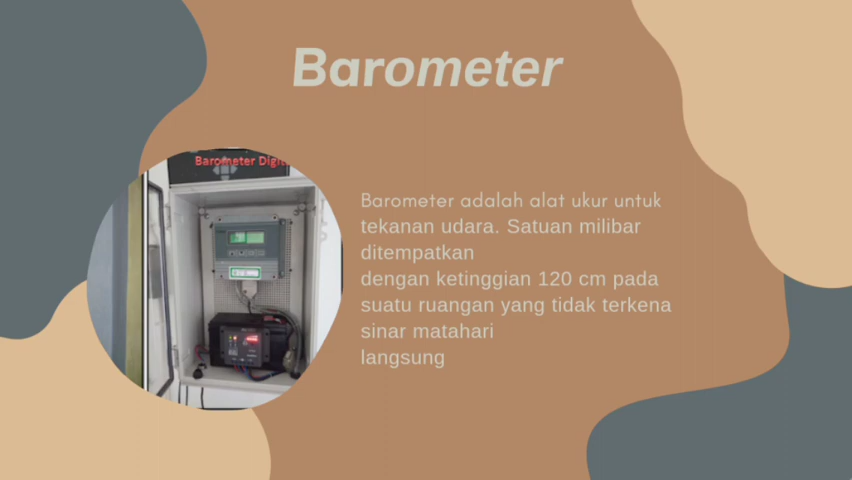 Barometer
Barometer Digit
Barometer adalah alat ukur untuk
tekanan udara. Satuan milibar
ditempatkan
dengan ketinggian 120 cm pada
suatu ruangan yang tidak terkena
sinar matahari
langsung